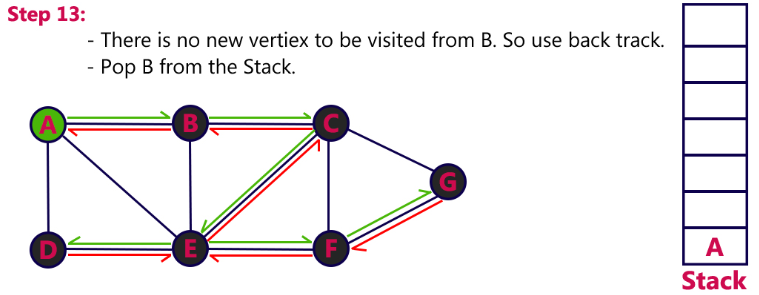 Step 13:
- There is no new vertiex to be visited from B. So use back track.
- Pop B from the Stack.
A B C
G
D E F
A
Stack